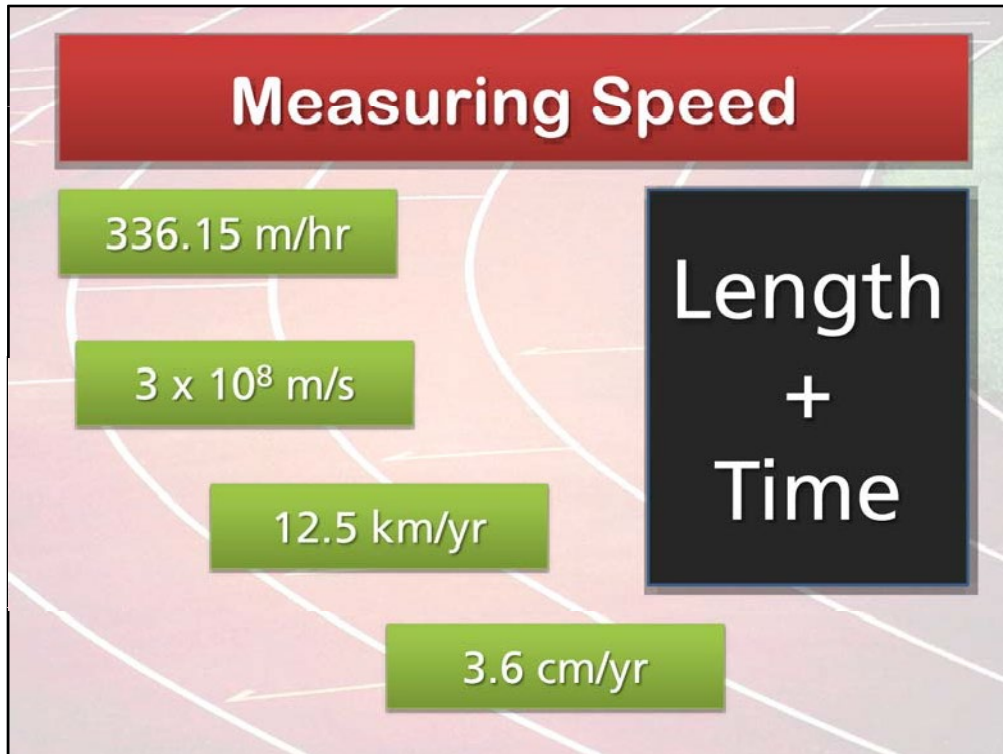 Measuring Speed
336.15 m/hr
3 x 10⁸ m/s
12.5 km/yr
3.6 cm/yr
Length
+
Time